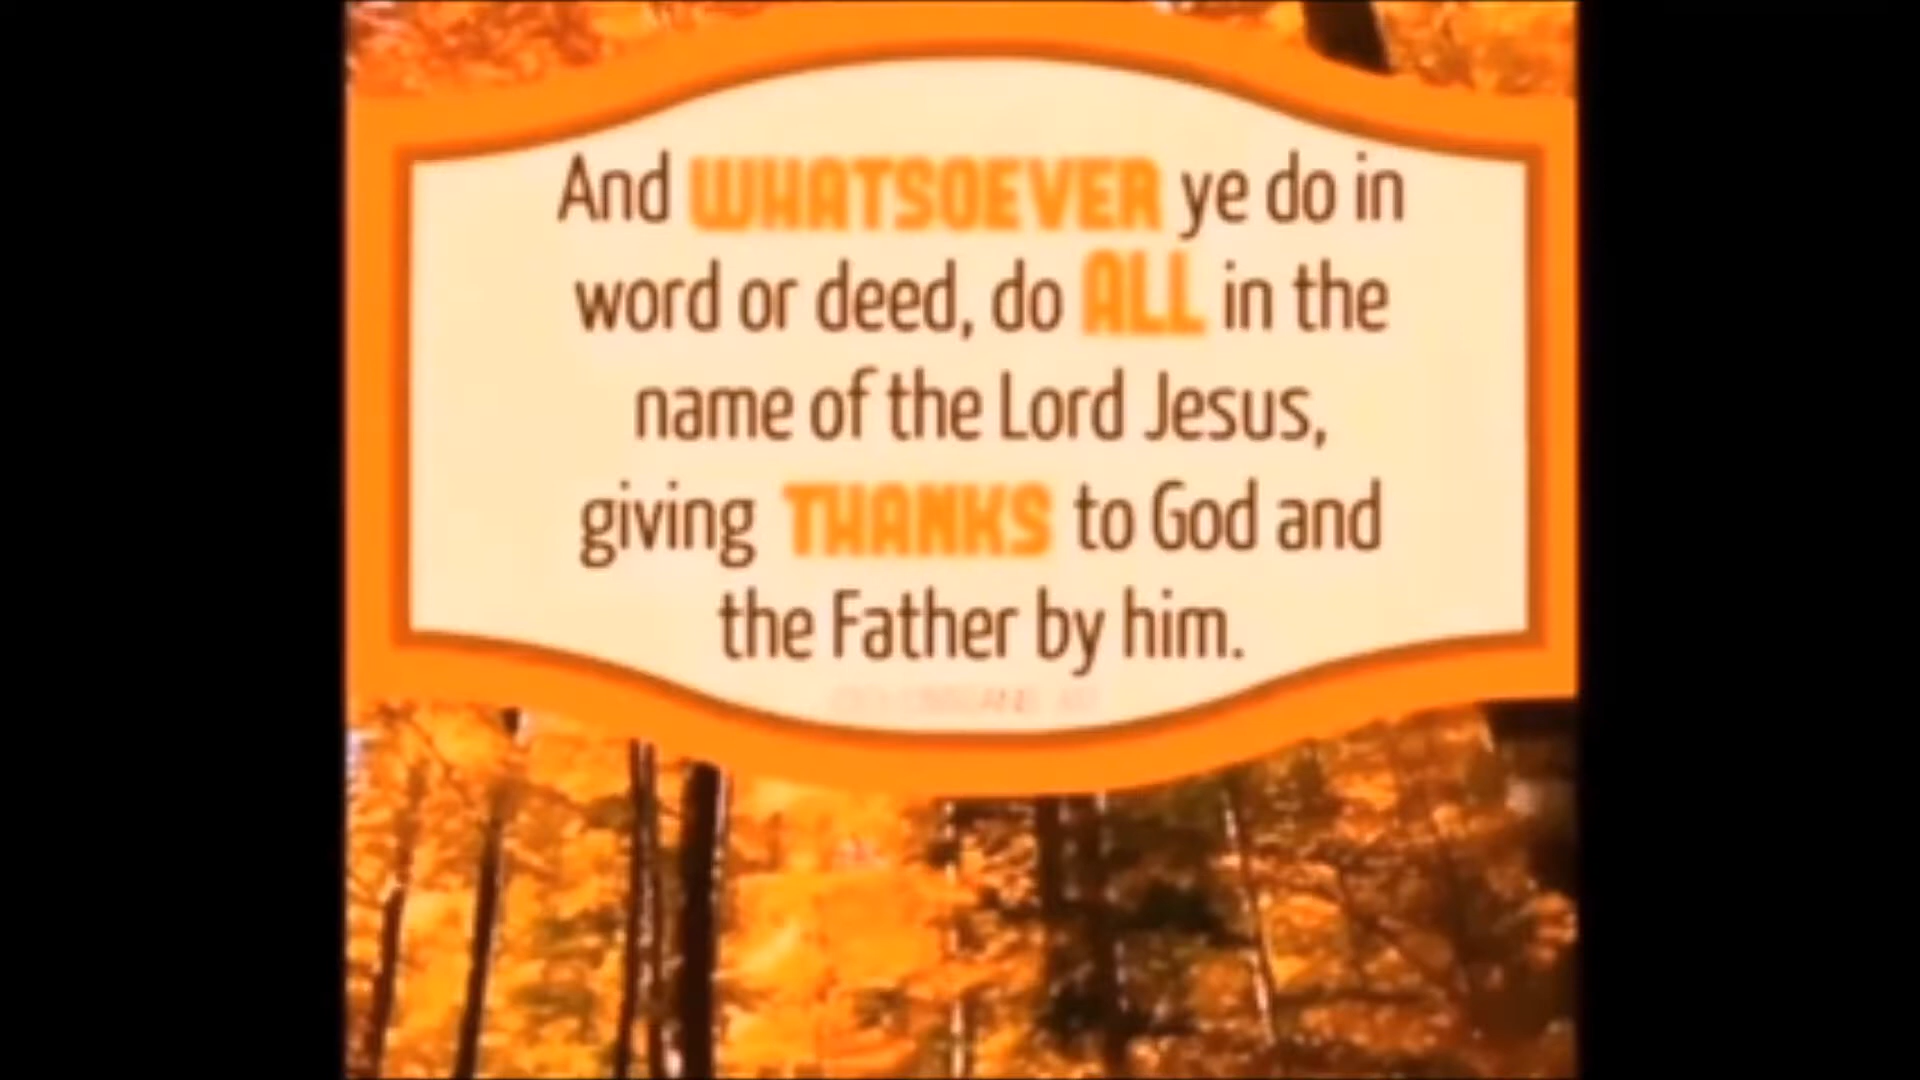 And WHATSOEVER ye do in
word or deed, do ALL in the
name of the Lord Jesus,
giving THANKS to God and
the Father by him.